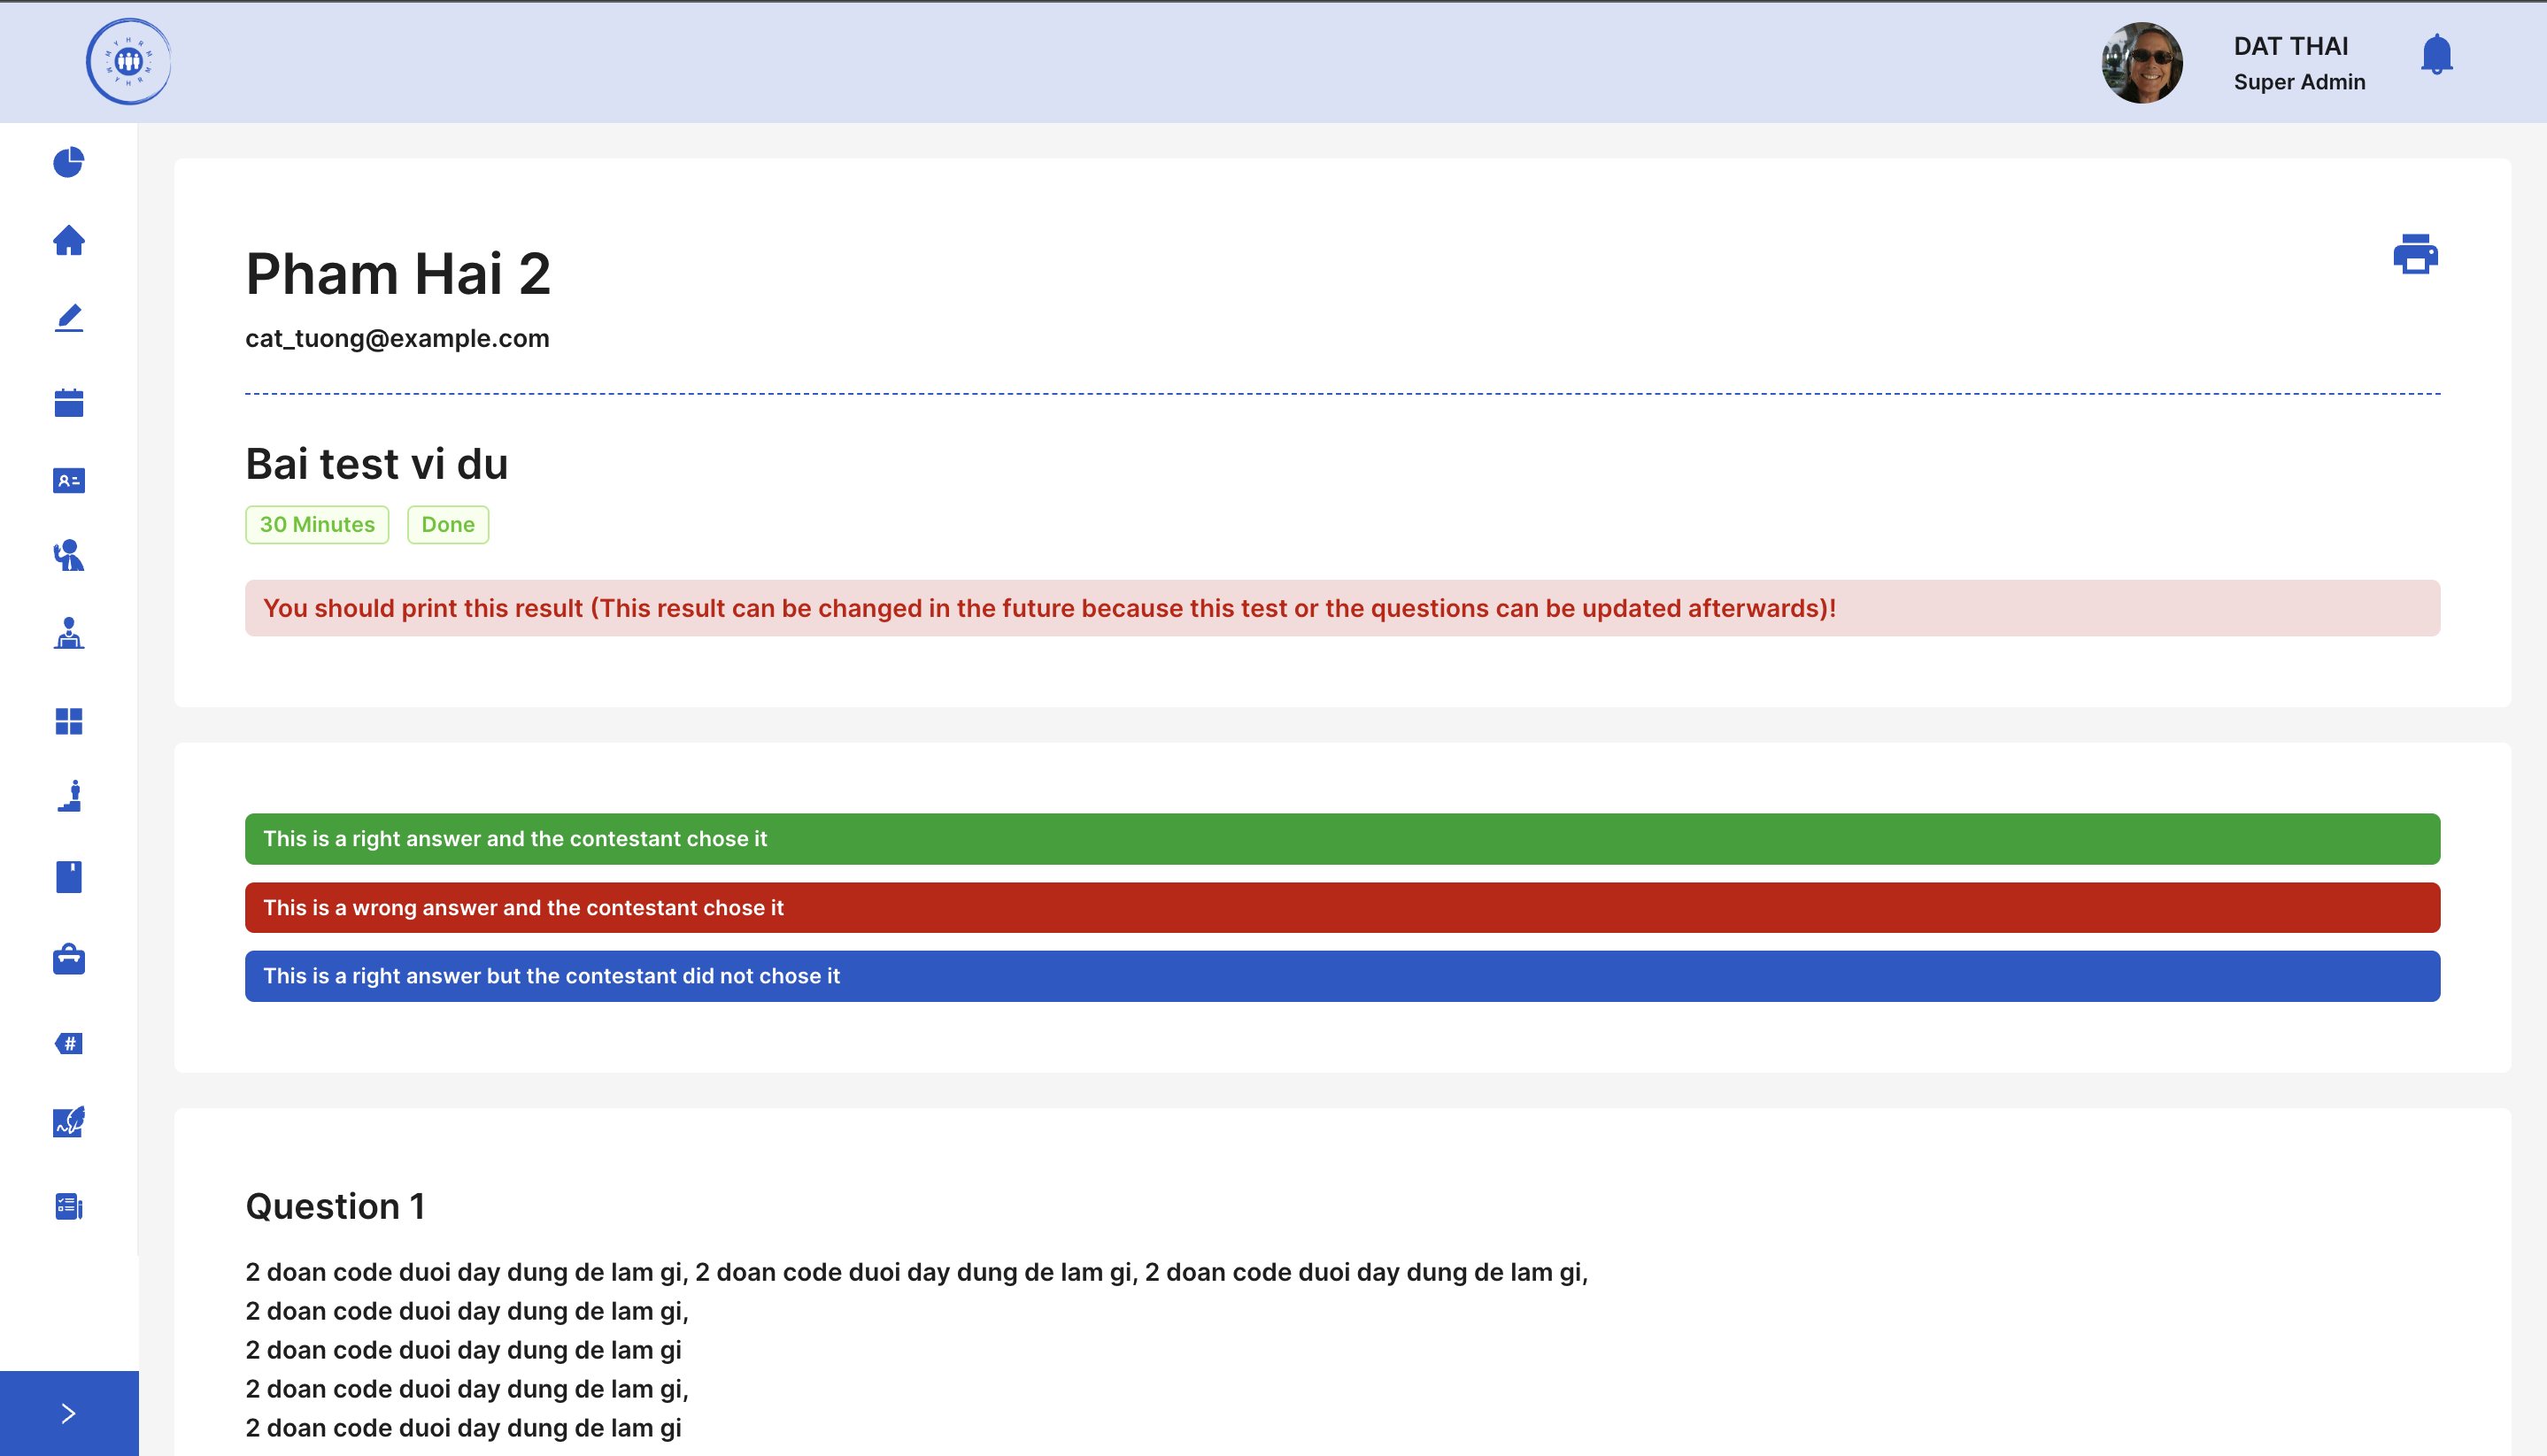 MYHRM · MYHRM ·
DAT THAI
Super Admin
Pham Hai 2
cat_tuong@example.com
Bai test vi du
30 Minutes
Done
You should print this result (This result can be changed in the future because this test or the questions can be updated afterwards)!
This is a right answer and the contestant chose it
This is a wrong answer and the contestant chose it
This is a right answer but the contestant did not chose it
#
Question 1
2 doan code duoi day dung de lam gi, 2 doan code duoi day dung de lam gi, 2 doan code duoi day dung de lam gi,
2 doan code duoi day dung de lam gi,
2 doan code duoi day dung de lam gi
2 doan code duoi day dung de lam gi,
2 doan code duoi day dung de lam gi